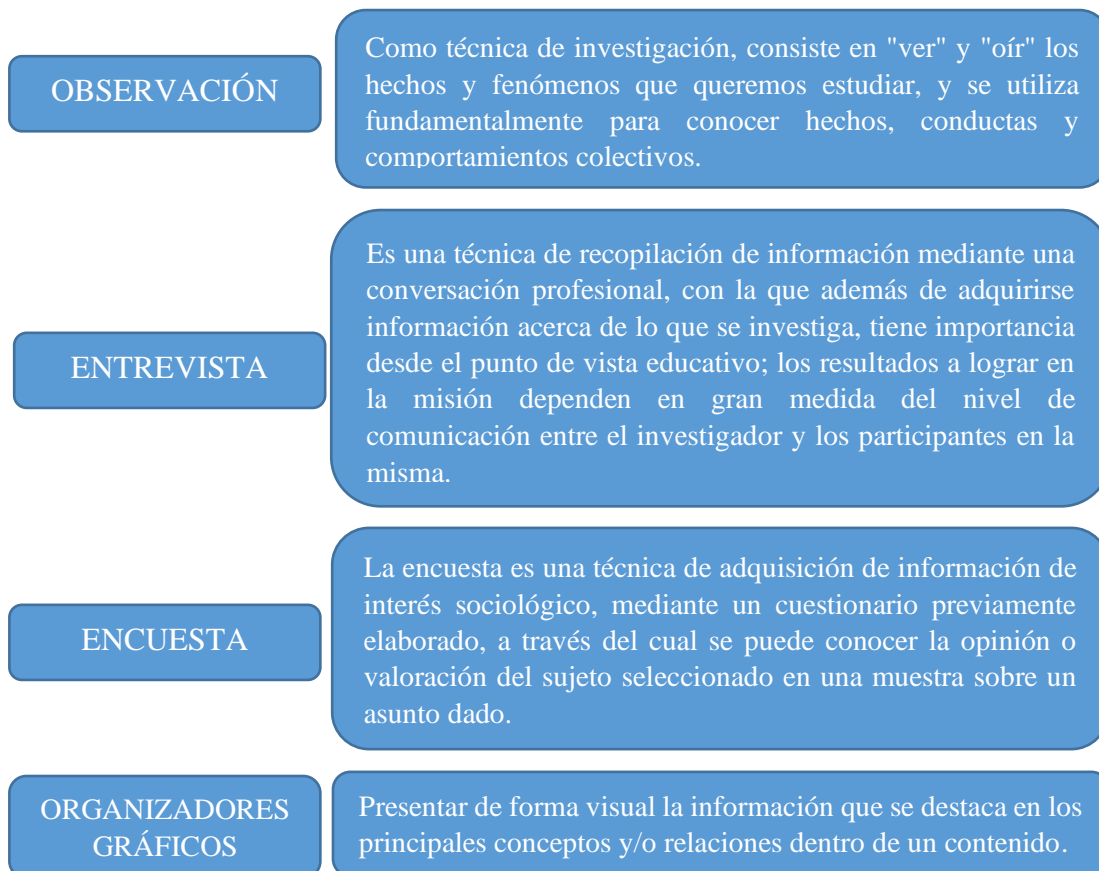 OBSERVACIÓN
Como técnica de investigación, consiste en "ver" y "oír" los
hechos y fenómenos que queremos estudiar, y se utiliza
fundamentalmente para conocer hechos, conductas y
comportamientos colectivos.
ENTREVISTA
Es una técnica de recopilación de información mediante una
conversación profesional, con la que además de adquirirse
información acerca de lo que se investiga, tiene importancia
desde el punto de vista educativo; los resultados a lograr en
la misión dependen en gran medida del nivel de
comunicación entre el investigador y los participantes en la
misma.
ENCUESTA
La encuesta es una técnica de adquisición de información de
interés sociológico, mediante un cuestionario previamente
elaborado, a través del cual se puede conocer la opinión o
valoración del sujeto seleccionado en una muestra sobre un
asunto dado.
ORGANIZADORES
GRÁFICOS
Presentar de forma visual la información que se destaca en los
principales conceptos y/o relaciones dentro de un contenido.